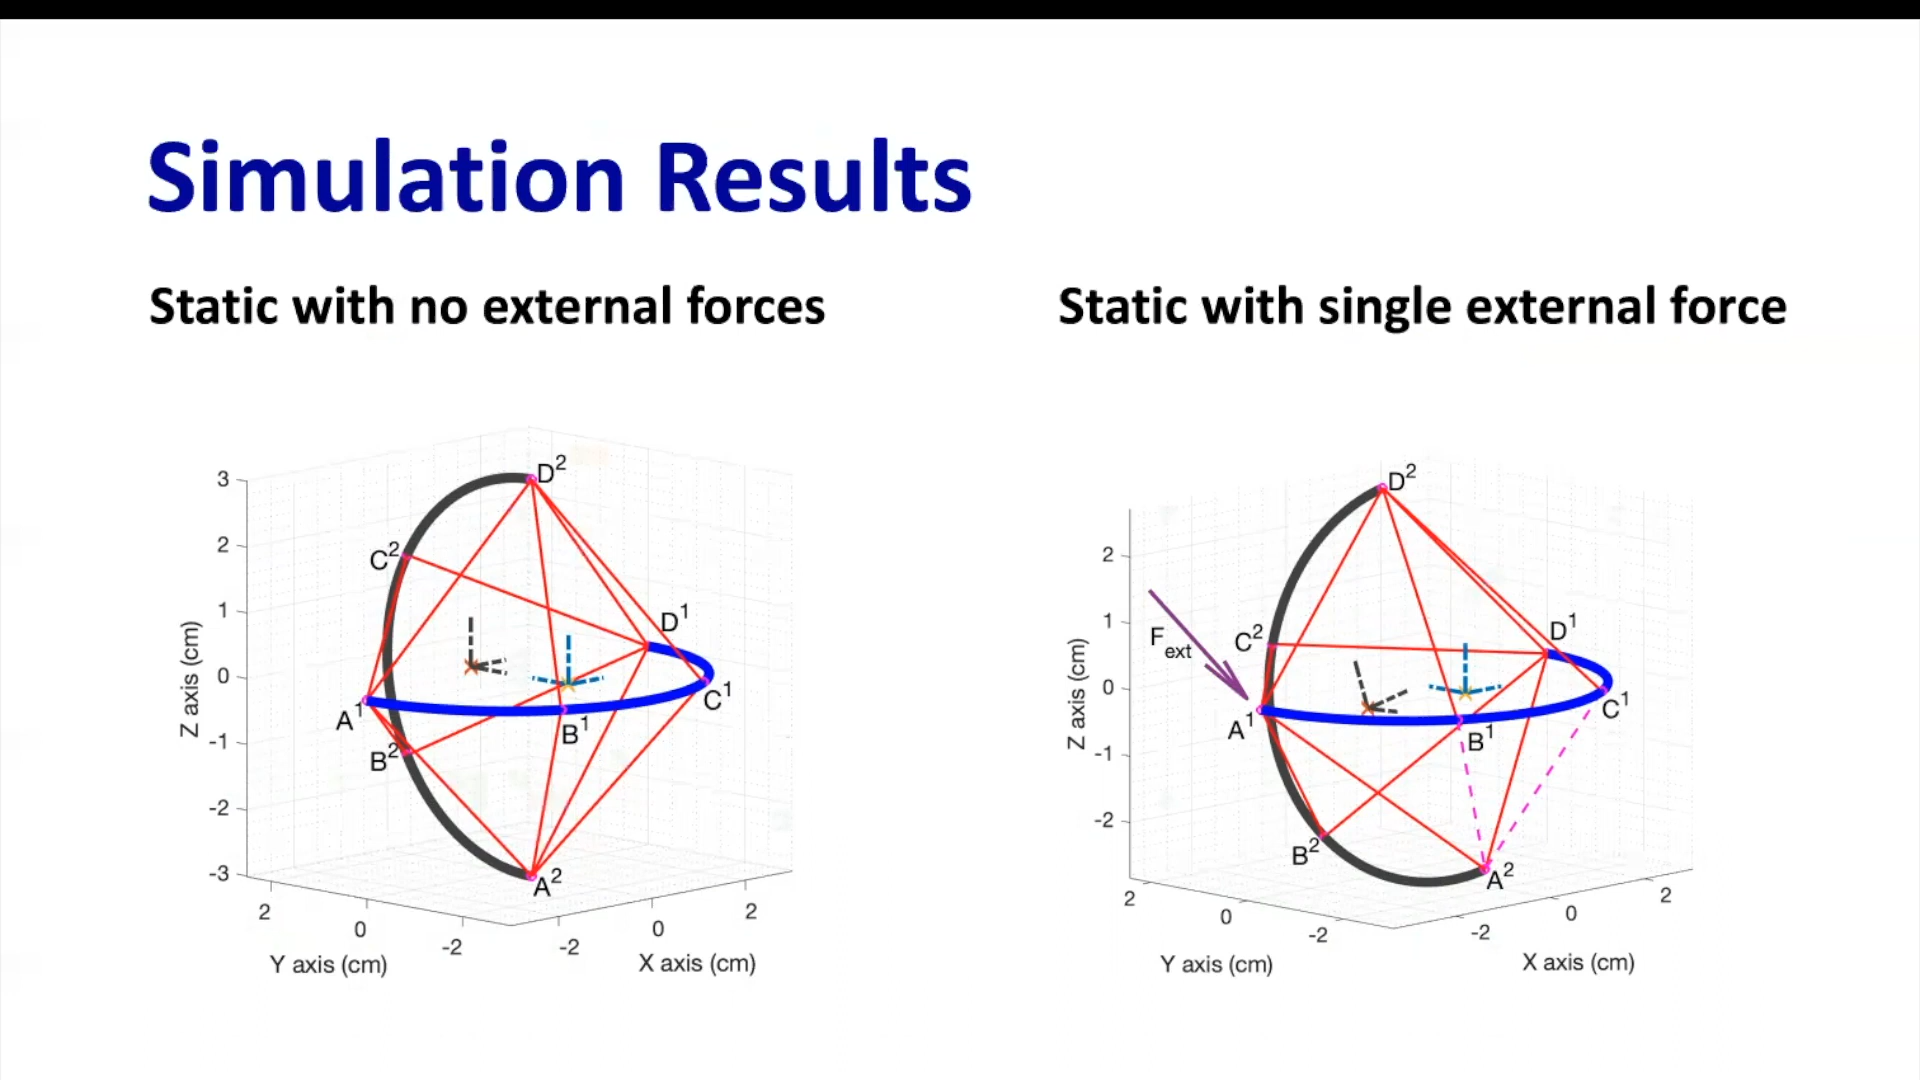 Simulation Results
Static with no external forces
Static with single external force
D²
C²
D¹
A¹
B¹
C¹
B²
A²
3
2
1
0
-1
-2
-3
Z axis (cm)
2
0
-2
Y axis (cm)
-2
0
2
X axis (cm)
D²
F_ext
C²
D¹
A¹
B¹
C¹
B²
A²
2
1
0
-1
-2
Z axis (cm)
2
0
-2
Y axis (cm)
-2
0
2
X axis (cm)